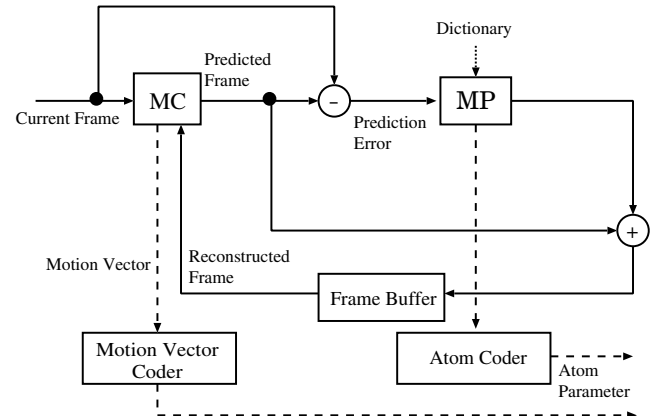 Dictionary
Predicted
Frame
MC
-
MP
Current Frame
Prediction
Error
+
Motion Vector
Reconstructed
Frame
Frame Buffer
Motion Vector
Coder
Atom Coder
Atom
Parameter